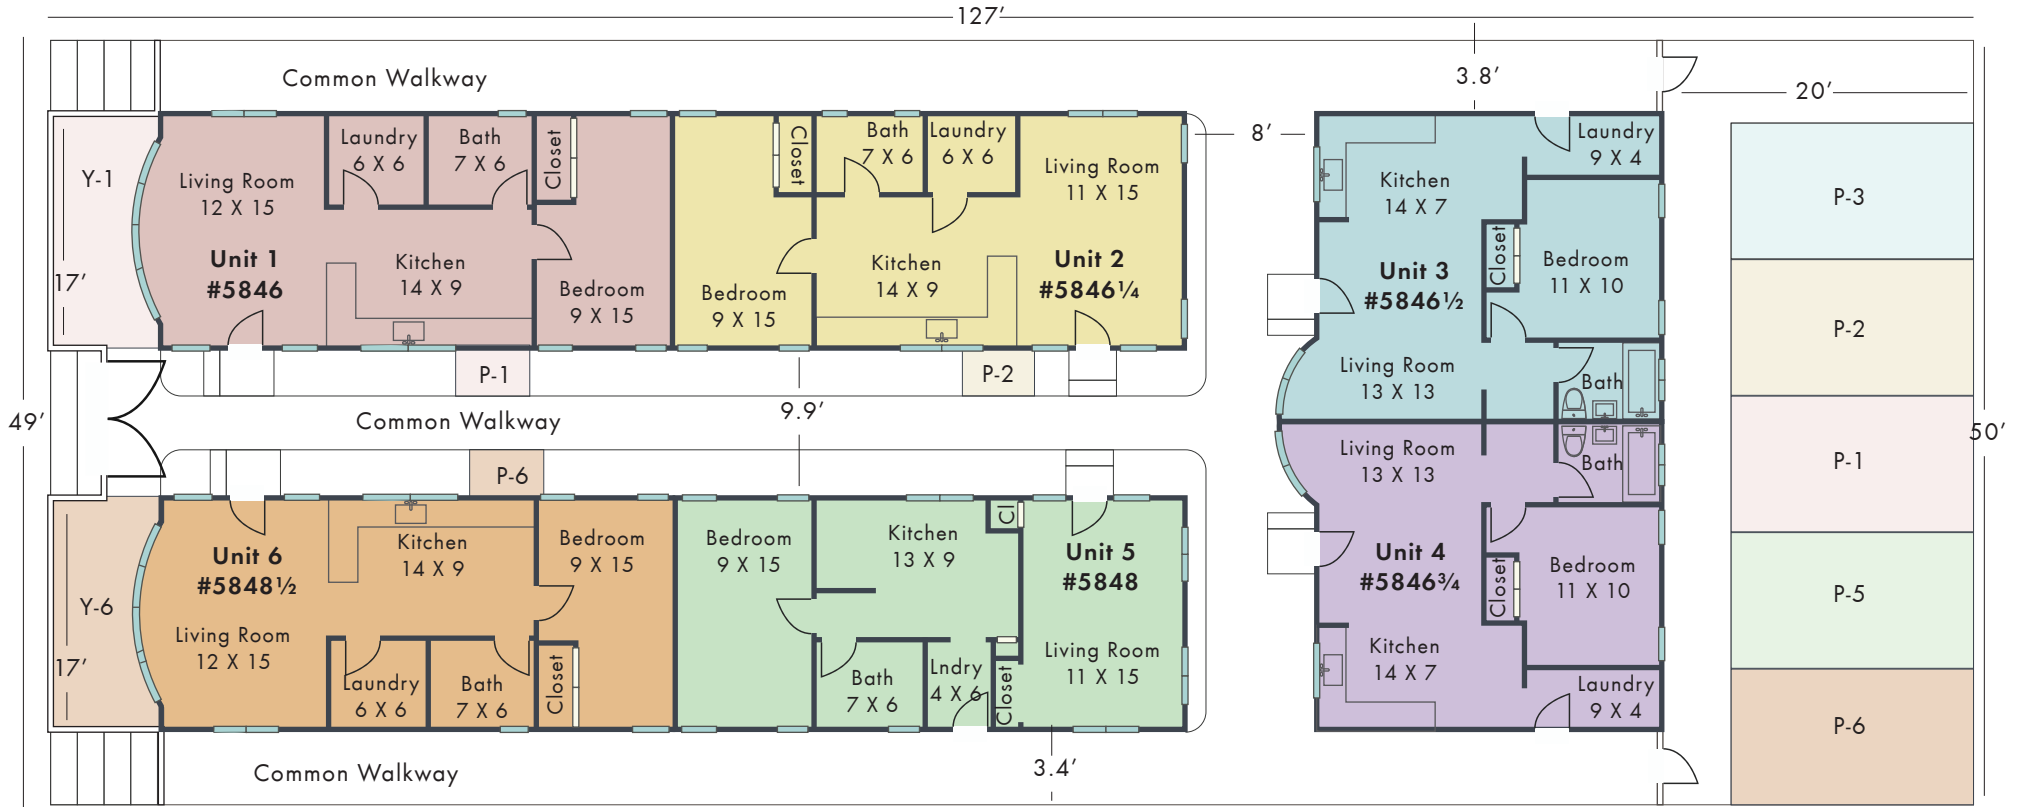 127'
Common Walkway
3.8'
20'
8'
Y-1
17'
Living Room
12 X 15
Unit 1
#5846
Laundry
6 X 6
Bath
7 X 6
Closet
Kitchen
14 X 9
Bedroom
9 X 15
Closet
Bedroom
9 X 15
Bath
7 X 6
Laundry
6 X 6
Kitchen
14 X 9
Living Room
11 X 15
Unit 2
#5846¼
P-1
P-2
Common Walkway
9.9'
49'
P-6
Y-6
17'
Unit 6
#5848½
Living Room
12 X 15
Kitchen
14 X 9
Laundry
6 X 6
Bath
7 X 6
Bedroom
9 X 15
Closet
Bedroom
9 X 15
Kitchen
13 X 9
Cl
Bath
7 X 6
Lndry
4 X 6
Closet
Unit 5
#5848
Living Room
11 X 15
Common Walkway
3.4'
Laundry
9 X 4
Kitchen
14 X 7
Closet
Bedroom
11 X 10
Unit 3
#5846½
Living Room
13 X 13
Bath
Living Room
13 X 13
Bath
Unit 4
#5846¾
Closet
Bedroom
11 X 10
Kitchen
14 X 7
Laundry
9 X 4
P-3
P-2
P-1
P-5
P-6
50'